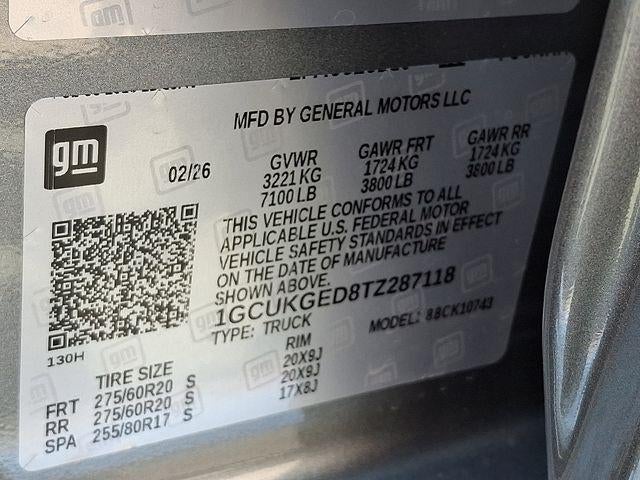 MFD BY GENERAL MOTORS LLC
gm
02/26
GVWR GAWR FRT GAWR RR
3221 KG 1724 KG 1724 KG
7100 LB 3800 LB 3800 LB
THIS VEHICLE CONFORMS TO ALL
APPLICABLE U.S. FEDERAL MOTOR
VEHICLE SAFETY STANDARDS IN EFFECT
ON THE DATE OF MANUFACTURE
SHOWN ABOVE.
1GCUKGED8TZ287118
TYPE: TRUCK MODEL: 8BCK10743
130H
TIRE SIZE RIM
FRT 275/60R20 S 20X9J
RR 275/60R20 S 20X9J
SPA 255/80R17 S 17X8J